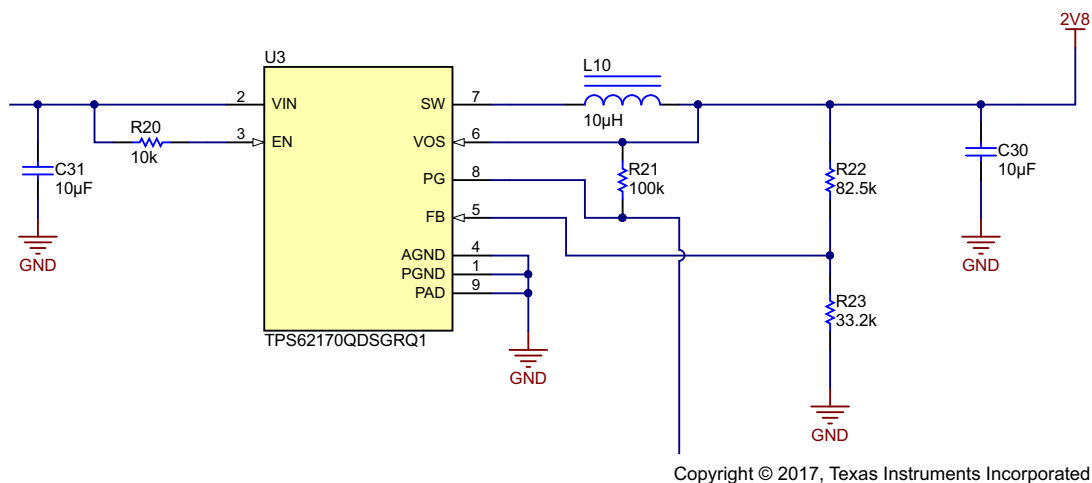 2V8
U3
L10
10µH
2
VIN
SW
7
R20
10k
3
EN
VOS
6
C31
10µF
PG
8
R21
100k
R22
82.5k
C30
10µF
FB
5
AGND
4
PGND
1
PAD
9
GND
GND
R23
33.2k
TPS62170QDSGRQ1
GND
GND
Copyright © 2017, Texas Instruments Incorporated